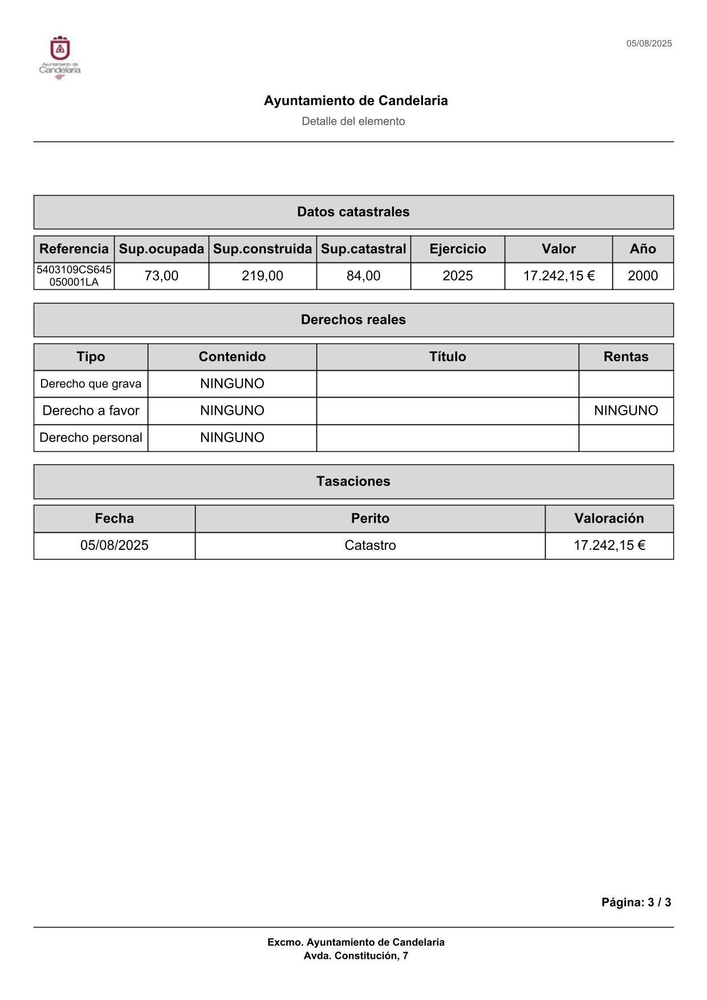 05/08/2025
Ayuntamiento de
Candelaria
Ayuntamiento de Candelaria
Detalle del elemento
Datos catastrales
Referencia Sup.ocupada Sup.construida Sup.catastral Ejercicio Valor Año
5403109CS645
050001LA 73,00 219,00 84,00 2025 17.242,15 € 2000
Derechos reales
Tipo Contenido Título Rentas
Derecho que grava NINGUNO
Derecho a favor NINGUNO NINGUNO
Derecho personal NINGUNO
Tasaciones
Fecha Perito Valoración
05/08/2025 Catastro 17.242,15 €
Página: 3 / 3
Excmo. Ayuntamiento de Candelaria
Avda. Constitución, 7